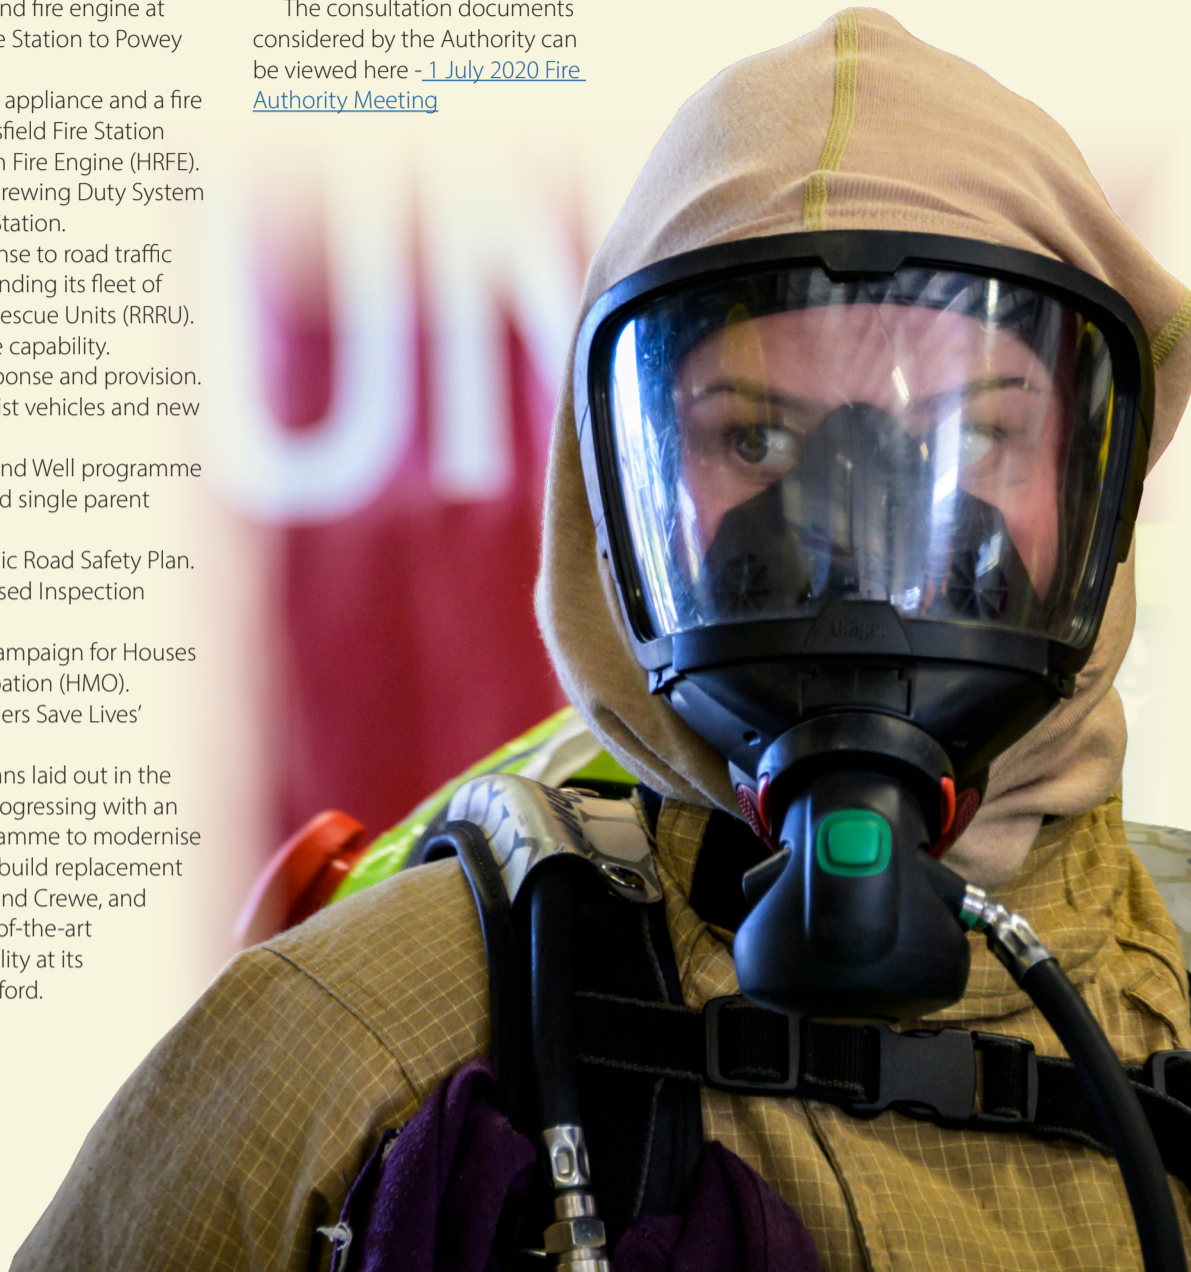 nd fire engine at
e Station to Powey
appliance and a fire
sfield Fire Station
n Fire Engine (HRFE).
rewing Duty System
Station.
nse to road traffic
nding its fleet of
escue Units (RRRU).
e capability.
ponse and provision.
ist vehicles and new
nd Well programme
d single parent
ic Road Safety Plan.
sed Inspection
ampaign for Houses
pation (HMO).
ers Save Lives’
ans laid out in the
ogressing with an
amme to modernise
build replacement
nd Crewe, and
of-the-art
lity at its
ford.
The consultation documents
considered by the Authority can
be viewed here - 1 July 2020 Fire
Authority Meeting
UN
Dräger